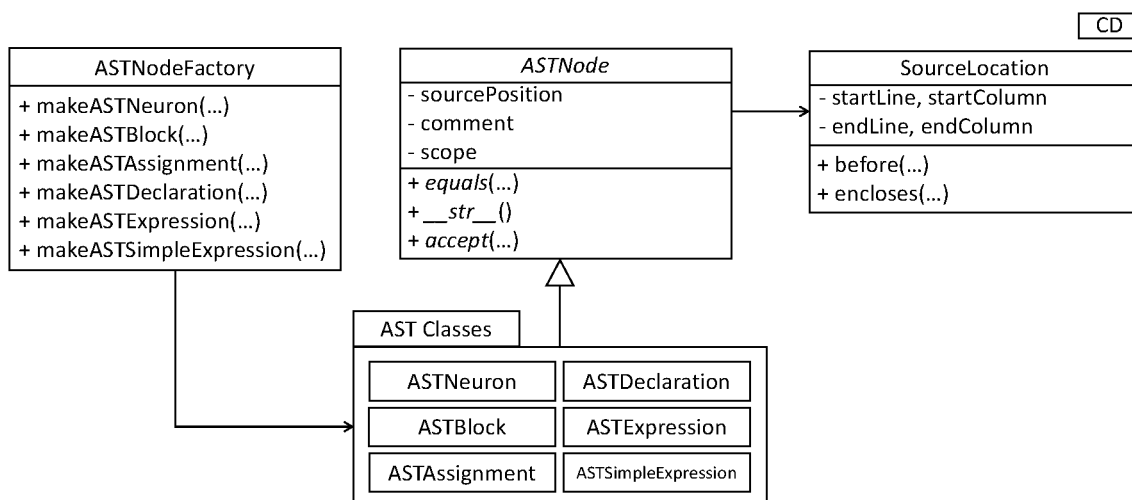 CD
ASTNodeFactory
+ makeASTNeuron(...)
+ makeASTBlock(...)
+ makeASTAssignment(...)
+ makeASTDeclaration(...)
+ makeASTExpression(...)
+ makeASTSimpleExpression(...)
ASTNode
- sourcePosition
- comment
- scope
+ equals(...)
+ __str__()
+ accept(...)
SourceLocation
- startLine, startColumn
- endLine, endColumn
+ before(...)
+ encloses(...)
AST Classes
ASTNeuron
ASTDeclaration
ASTBlock
ASTExpression
ASTAssignment
ASTSimpleExpression